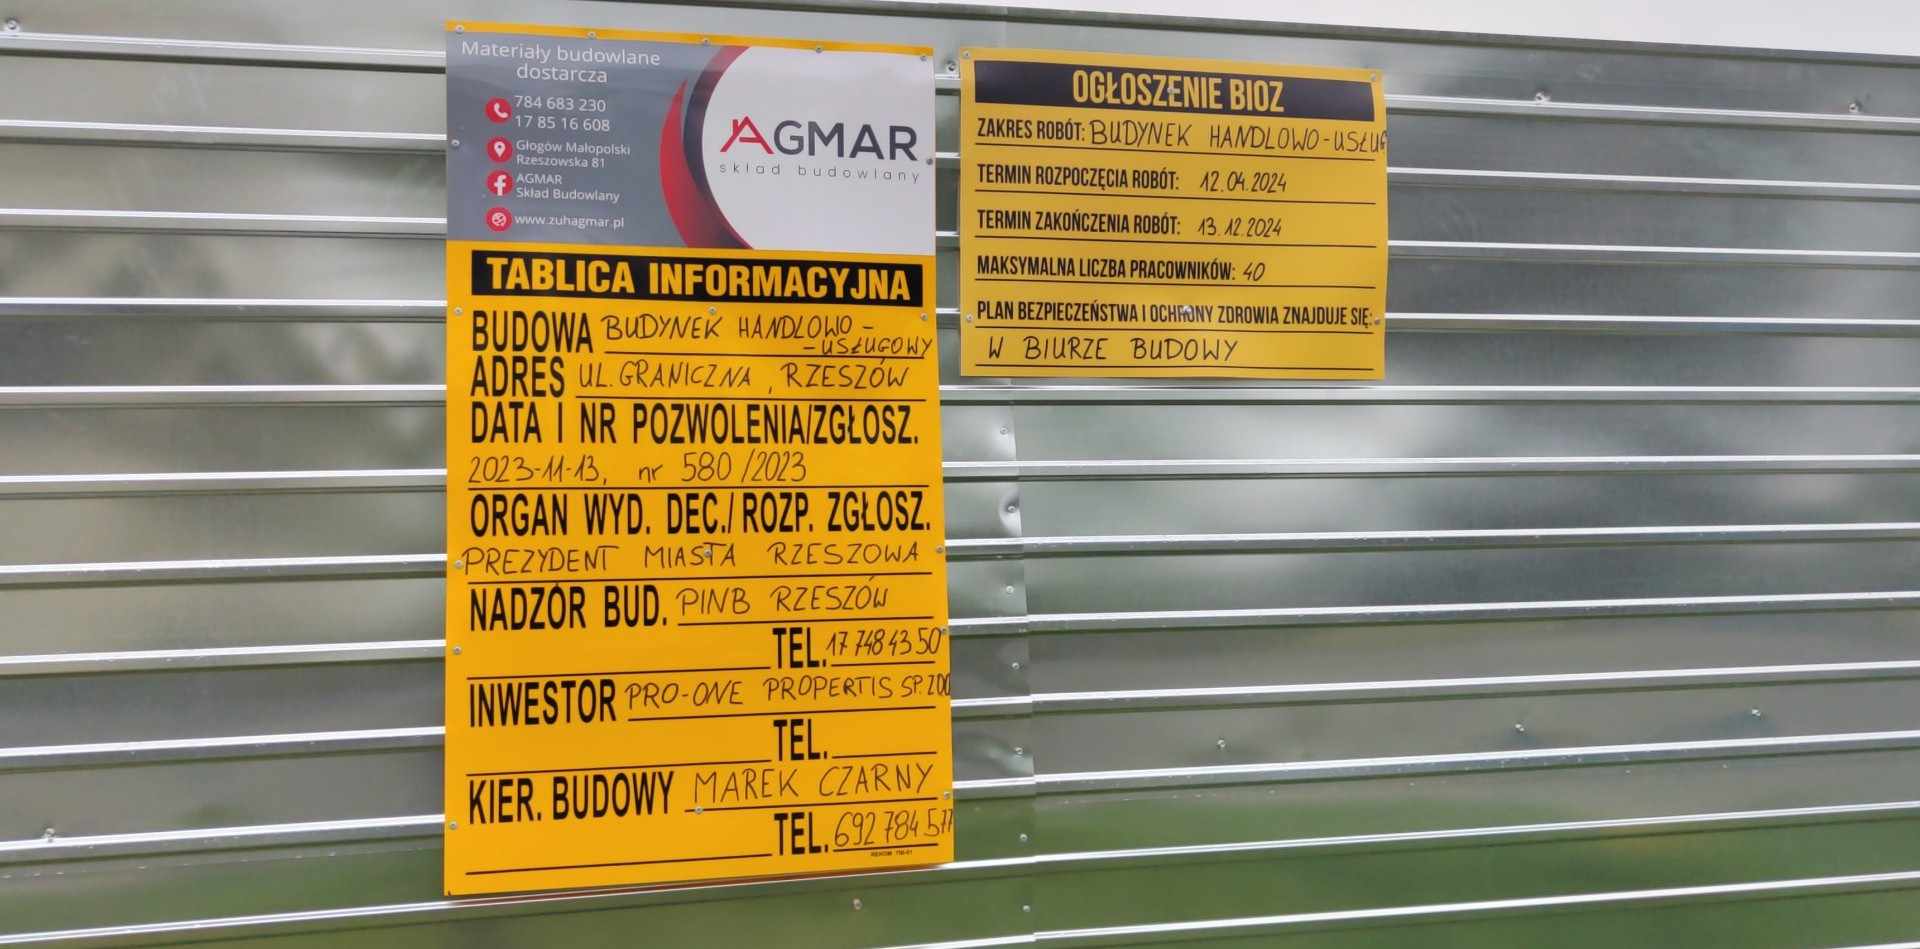 Materiały budowlane
dostarcza
784 683 230
17 85 16 608
Głogów Małopolski
Rzeszowska 81
AGMAR
Skład Budowlany
www.zuhagmar.pl
AGMAR
skład budowlany
TABLICA INFORMACYJNA
BUDOWA BUDYNEK HANDLOWO -
- USŁUGOWY
ADRES UL. GRANICZNA, RZESZÓW
DATA I NR POZWOLENIA/ZGŁOSZ.
2023-11-13, nr 580/2023
ORGAN WYD. DEC./ROZP. ZGŁOSZ.
PREZYDENT MIASTA RZESZOWA
NADZÓR BUD. PINB RZESZÓW
TEL. 17 748 43 50
INWESTOR PRO-ONE PROPERTIS SP. ZOO
TEL.
KIER. BUDOWY MAREK CZARNY
TEL. 692 784 577
OGŁOSZENIE BIOZ
ZAKRES ROBÓT: BUDYNEK HANDLOWO-USŁUG
TERMIN ROZPOCZĘCIA ROBÓT: 12.04.2024
TERMIN ZAKOŃCZENIA ROBÓT: 13.12.2024
MAKSYMALNA LICZBA PRACOWNIKÓW: 40
PLAN BEZPIECZEŃSTWA I OCHRONY ZDROWIA ZNAJDUJE SIĘ:
W BIURZE BUDOWY